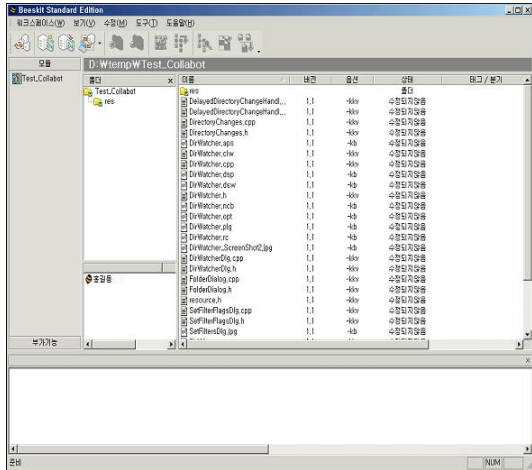 Beeskit Standard Edition
워크스페이스(W) 보기(V) 수정(M) 도구(T) 도움말(H)
모듈
D:\temp\Test_Collabot
Test_Collabot
폴더 x 이름 버전 옵션 상태 태그 / 분기
Test_Collabot
res
res 폴더
DelayedDirectoryChangeHandl... 1.1 -kkv 수정되지않음
DelayedDirectoryChangeHandl... 1.1 -kkv 수정되지않음
DirectoryChanges.cpp 1.1 -kkv 수정되지않음
DirectoryChanges.h 1.1 -kkv 수정되지않음
DirWatcher.aps 1.1 -kb 수정되지않음
DirWatcher.clw 1.1 -kkv 수정되지않음
DirWatcher.cpp 1.1 -kkv 수정되지않음
DirWatcher.dsp 1.1 -kb 수정되지않음
DirWatcher.dsw 1.1 -kb 수정되지않음
DirWatcher.h 1.1 -kkv 수정되지않음
DirWatcher.ncb 1.1 -kb 수정되지않음
DirWatcher.opt 1.1 -kb 수정되지않음
DirWatcher.plg 1.1 -kb 수정되지않음
DirWatcher.rc 1.1 -kb 수정되지않음
DirWatcher_ScreenShot2.jpg 1.1 -kb 수정되지않음
DirWatcherDlg.cpp 1.1 -kkv 수정되지않음
DirWatcherDlg.h 1.1 -kkv 수정되지않음
홍길동
FolderDialog.cpp 1.1 -kkv 수정되지않음
FolderDialog.h 1.1 -kkv 수정되지않음
resource.h 1.1 -kkv 수정되지않음
SetFilterFlagsDlg.cpp 1.1 -kkv 수정되지않음
SetFilterFlagsDlg.h 1.1 -kkv 수정되지않음
SetFiltersDlg.jpg 1.1 -kb 수정되지않음
부가기능
준비 NUM